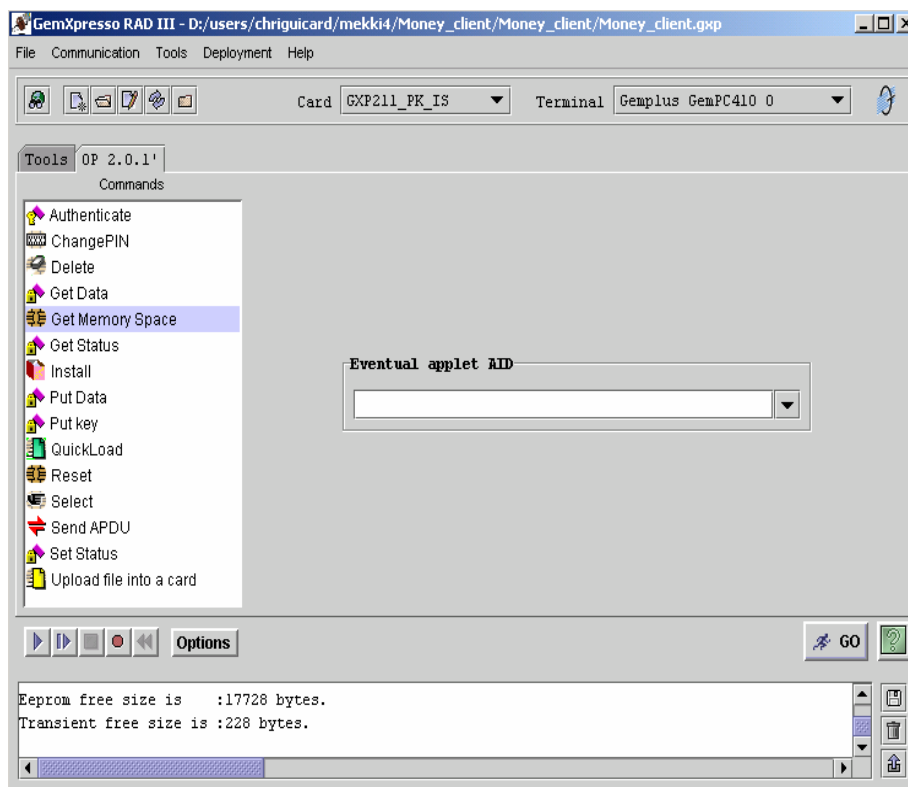 GemXpresso RAD III - D:/users/chriguicard/mekki4/Money_client/Money_client/Money_client.gxp
File Communication Tools Deployment Help
Card GXP211_PK_IS Terminal Gemplus GemPC410 0
Tools OP 2.0.1'
Commands
Authenticate
ChangePIN
Delete
Get Data
Get Memory Space
Get Status
Install
Put Data
Put key
QuickLoad
Reset
Select
Send APDU
Set Status
Upload file into a card
Eventual applet AID
Options GO
Eeprom free size is :17728 bytes.
Transient free size is :228 bytes.